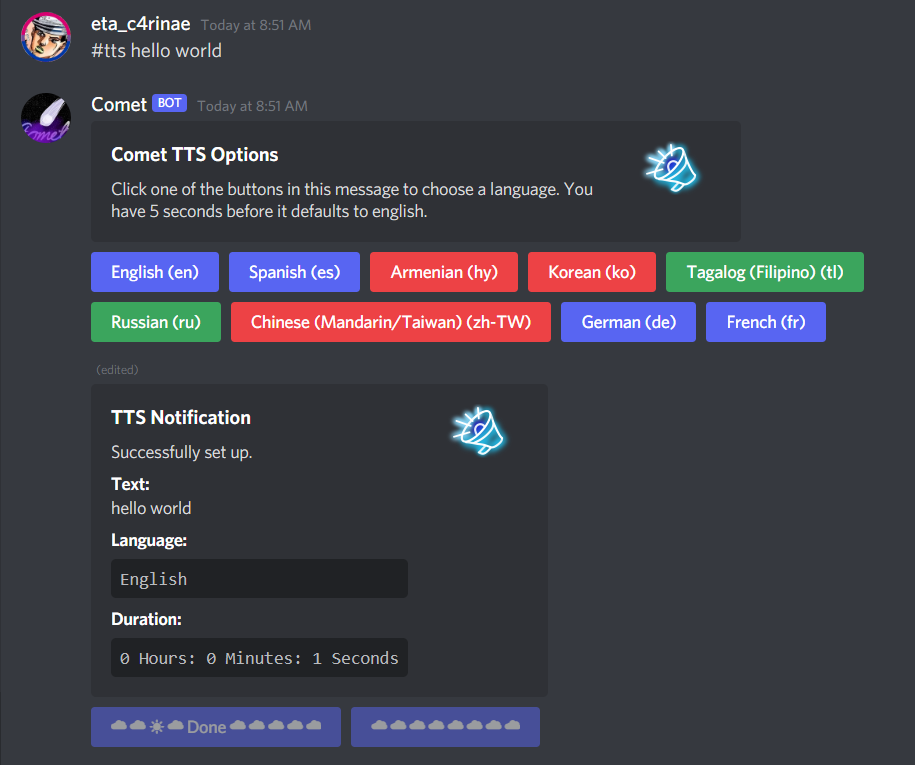 eta_c4rinae Today at 8:51 AM
#tts hello world
Comet BOT Today at 8:51 AM
Comet TTS Options
Click one of the buttons in this message to choose a language. You
have 5 seconds before it defaults to english.
English (en) Spanish (es) Armenian (hy) Korean (ko) Tagalog (Filipino) (tl)
Russian (ru) Chinese (Mandarin/Taiwan) (zh-TW) German (de) French (fr)
(edited)
TTS Notification
Successfully set up.
Text:
hello world
Language:
English
Duration:
0 Hours: 0 Minutes: 1 Seconds
☁☁☀☁Done☁☁☁☁☁ ☁☁☁☁☁☁☁☁